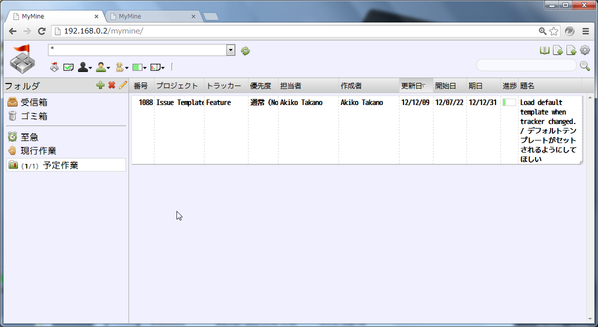 MyMine
MyMine
192.168.0.2/mymine/
*
フォルダ
番号 プロジェクト トラッカー 優先度 担当者 作成者 更新日 開始日 期日 進捗 題名
受信箱
ゴミ箱
至急
現行作業
(1/1) 予定作業
1088 Issue Template Feature 通常 (No Akiko Takano Akiko Takano 12/12/09 12/07/22 12/12/31 Load default
template when
tracker changed.
/ デフォルトテン
プレートがセット
されるようにして
ほしい